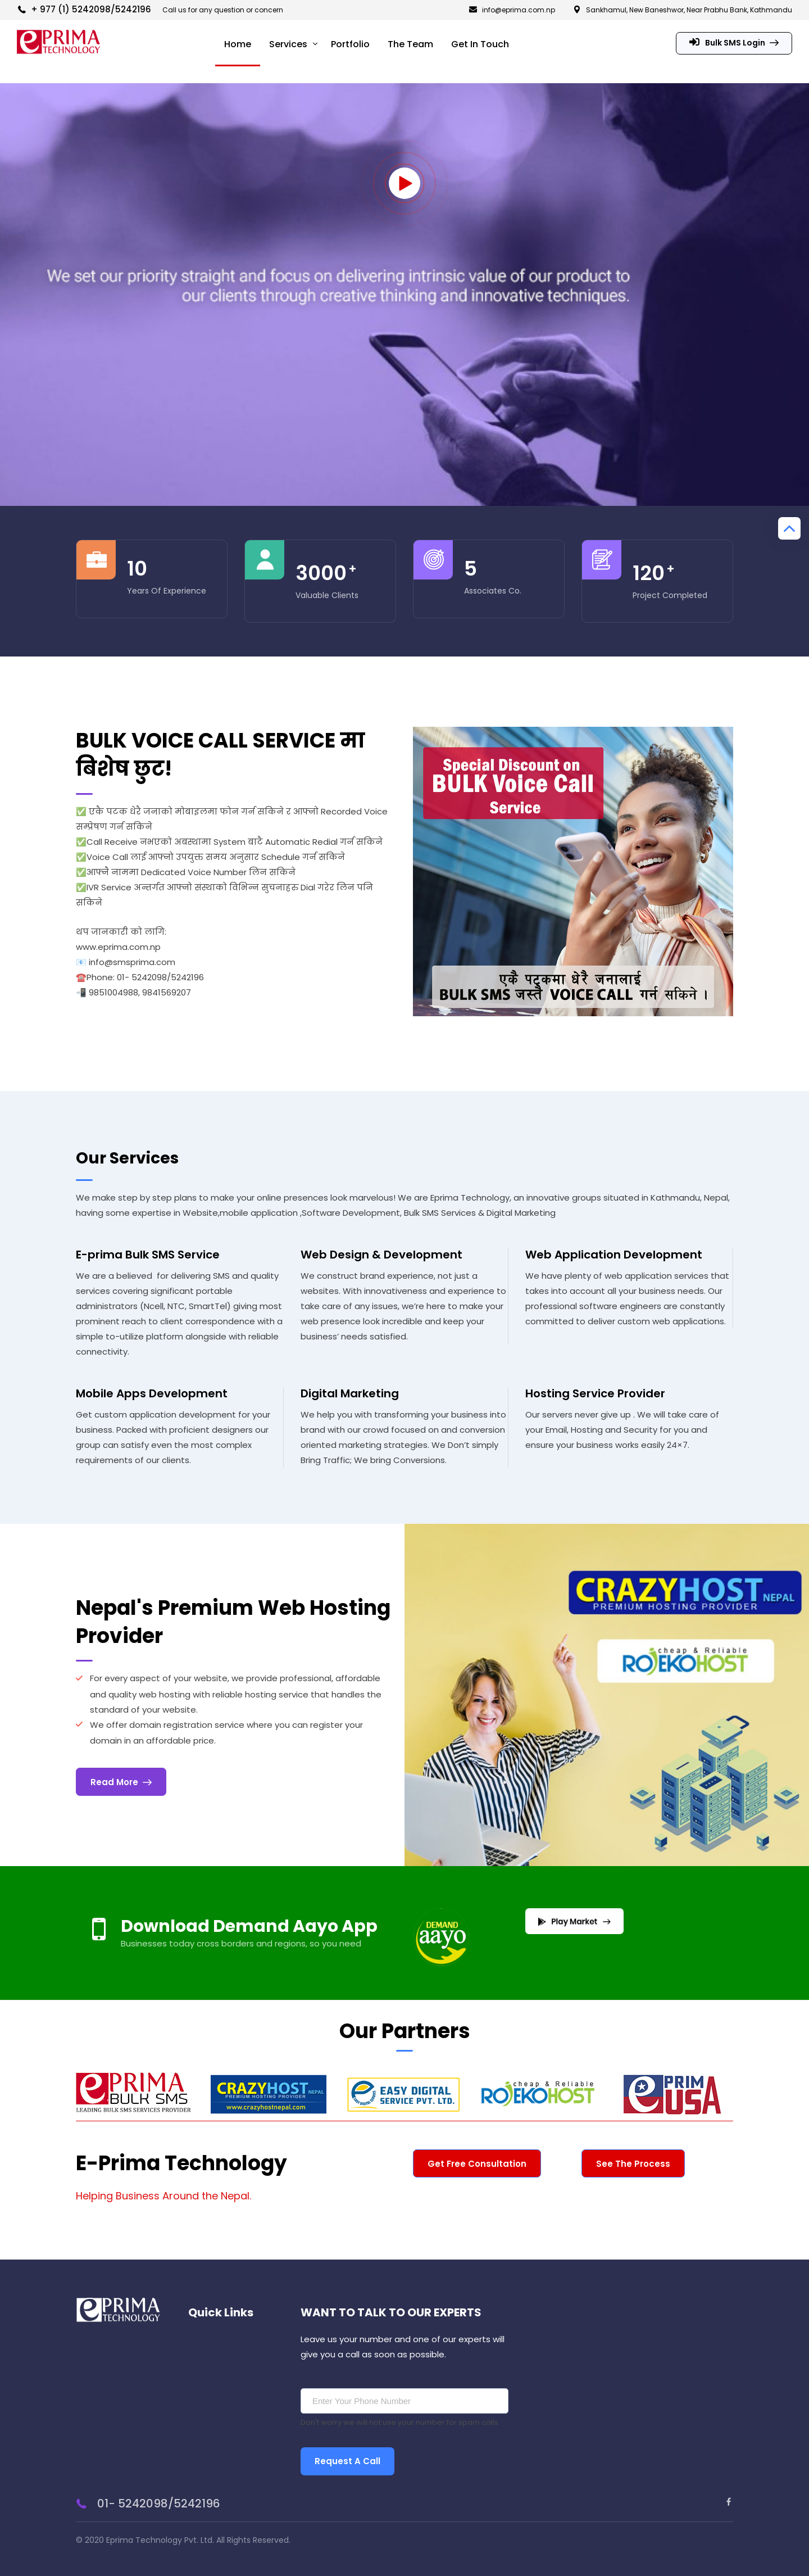 + 977 (1) 5242098/5242196 Call us for any question or concern info@eprima.com.np Sankhamul, New Baneshwor, Near Prabhu Bank, Kathmandu
ePRIMA
TECHNOLOGY
Home Services Portfolio The Team Get In Touch
Bulk SMS Login
We set our priority straight and focus on delivering intrinsic value of our product to
our clients through creative thinking and innovative techniques.
10
Years Of Experience
3000+
Valuable Clients
5
Associates Co.
120+
Project Completed
BULK VOICE CALL SERVICE मा
बिशेष छुट!
✅ एकै पटक धेरै जनाको मोबाइलमा फोन गर्न सकिने र आफ्नो Recorded Voice
सम्प्रेषण गर्न सकिने
✅Call Receive नभएको अबस्थामा System बाटै Automatic Redial गर्न सकिने
✅Voice Call लाई आफ्नो उपयुक्त समय अनुसार Schedule गर्न सकिने
✅आफ्नै नाममा Dedicated Voice Number लिन सकिने
✅IVR Service अन्तर्गत आफ्नो संस्थाको विभिन्न सुचनाहरु Dial गरेर लिन पनि
सकिने
थप जानकारी को लागि:
www.eprima.com.np
📧 info@smsprima.com
☎️Phone: 01- 5242098/5242196
📲 9851004988, 9841569207
Special Discount on
BULK Voice Call
Service
एकै पटकमा धेरै जनालाई
BULK SMS जस्तै VOICE CALL गर्न सकिने ।
Our Services
We make step by step plans to make your online presences look marvelous! We are Eprima Technology, an innovative groups situated in Kathmandu, Nepal,
having some expertise in Website,mobile application ,Software Development, Bulk SMS Services & Digital Marketing
E-prima Bulk SMS Service
We are a believed for delivering SMS and quality
services covering significant portable
administrators (Ncell, NTC, SmartTel) giving most
prominent reach to client correspondence with a
simple to-utilize platform alongside with reliable
connectivity.
Web Design & Development
We construct brand experience, not just a
websites. With innovativeness and experience to
take care of any issues, we're here to make your
web presence look incredible and keep your
business' needs satisfied.
Web Application Development
We have plenty of web application services that
takes into account all your business needs. Our
professional software engineers are constantly
committed to deliver custom web applications.
Mobile Apps Development
Get custom application development for your
business. Packed with proficient designers our
group can satisfy even the most complex
requirements of our clients.
Digital Marketing
We help you with transforming your business into
brand with our crowd focused on and conversion
oriented marketing strategies. We Don't simply
Bring Traffic; We bring Conversions.
Hosting Service Provider
Our servers never give up . We will take care of
your Email, Hosting and Security for you and
ensure your business works easily 24×7.
Nepal's Premium Web Hosting
Provider
For every aspect of your website, we provide professional, affordable
and quality web hosting with reliable hosting service that handles the
standard of your website.
We offer domain registration service where you can register your
domain in an affordable price.
Read More
CRAZYHOST NEPAL
PREMIUM HOSTING PROVIDER
cheap & Reliable
ROJEKOHOST
Download Demand Aayo App
Businesses today cross borders and regions, so you need
DEMAND
aayo
Play Market
Our Partners
ePRIMA
BULK SMS
LEADING BULK SMS SERVICES PROVIDER
CRAZYHOST NEPAL
PREMIUM HOSTING PROVIDER
www.crazyhostnepal.com
EASY DIGITAL
SERVICE PVT. LTD.
cheap & Reliable
ROJEKOHOST
ePRIM
USA
E-Prima Technology
Helping Business Around the Nepal.
Get Free Consultation
See The Process
ePRIMA
TECHNOLOGY
Quick Links
WANT TO TALK TO OUR EXPERTS
Leave us your number and one of our experts will
give you a call as soon as possible.
Enter Your Phone Number
Don't worry we will not use your number for spam calls.
Request A Call
01- 5242098/5242196
© 2020 Eprima Technology Pvt. Ltd. All Rights Reserved.